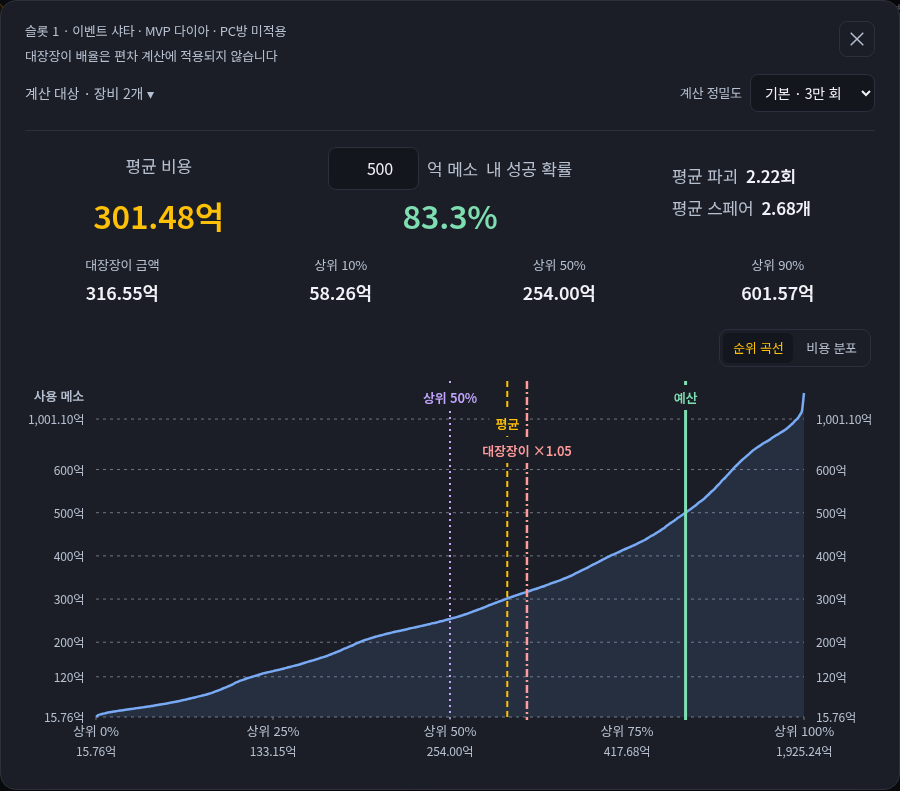 슬롯 1 · 이벤트 샤타 · MVP 다이아 · PC방 미적용
대장장이 배율은 편차 계산에 적용되지 않습니다
계산 대상 · 장비 2개 ▾
계산 정밀도
기본 · 3만 회
평균 비용
301.48억
500 억 메소 내 성공 확률
83.3%
평균 파괴 2.22회
평균 스페어 2.68개
대장장이 금액
316.55억
상위 10%
58.26억
상위 50%
254.00억
상위 90%
601.57억
순위 곡선
비용 분포
사용 메소
상위 50%
평균
대장장이 ×1.05
예산
1,001.10억
600억
500억
400억
300억
200억
120억
15.76억
1,001.10억
600억
500억
400억
300억
200억
120억
15.76억
상위 0%
15.76억
상위 25%
133.15억
상위 50%
254.00억
상위 75%
417.68억
상위 100%
1,925.24억